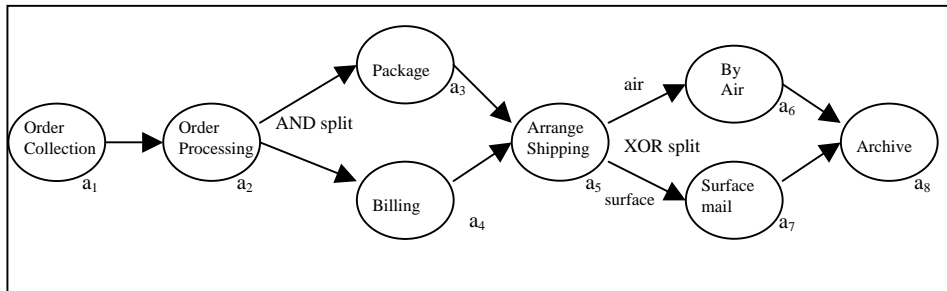 Order
Collection
a1
Order
Processing
a2
AND split
Package
a3
Billing
a4
Arrange
Shipping
a5
air
XOR split
surface
By
Air
a6
Surface
mail
a7
Archive
a8